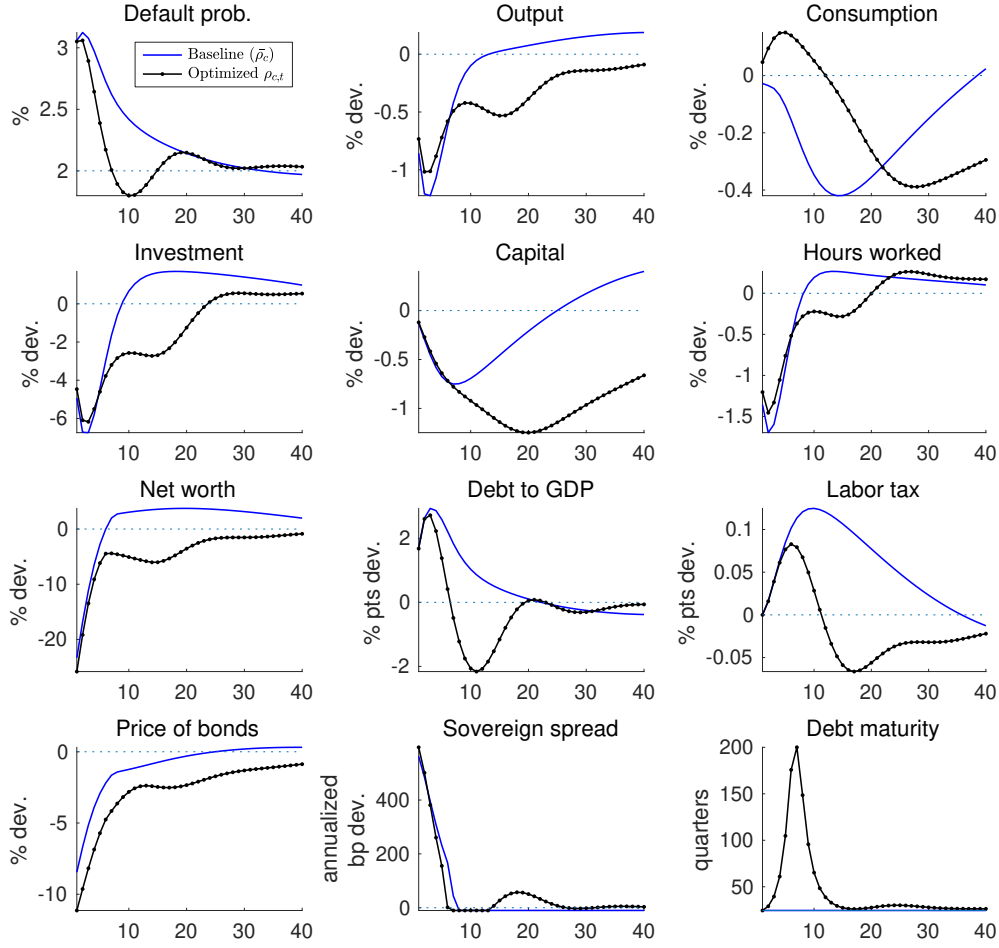 Default prob.
Output
Consumption
3
2.5
2
%
Baseline (ρ̄c)
Optimized ρc,t
10 20 30 40
0
-0.5
-1
% dev.
10 20 30 40
0
-0.2
-0.4
% dev.
10 20 30 40
Investment
Capital
Hours worked
0
-2
-4
-6
% dev.
10 20 30 40
0
-0.5
-1
% dev.
10 20 30 40
0
-0.5
-1
-1.5
% dev.
10 20 30 40
Net worth
Debt to GDP
Labor tax
0
-10
-20
% dev.
10 20 30 40
2
0
-2
% pts dev.
10 20 30 40
0.1
0.05
0
-0.05
% pts dev.
10 20 30 40
Price of bonds
Sovereign spread
Debt maturity
0
-5
-10
% dev.
10 20 30 40
400
200
0
annualized
bp dev.
10 20 30 40
200
150
100
50
quarters
10 20 30 40